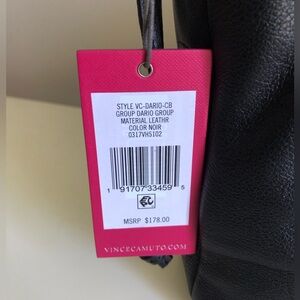 STYLE VC-DARIO-CB
GROUP DARIO GROUP
MATERIAL LEATHR
COLOR NOIR
0317VH5102
1 91707 33459 5
MSRP $178.00
VINCECAMUTO.COM